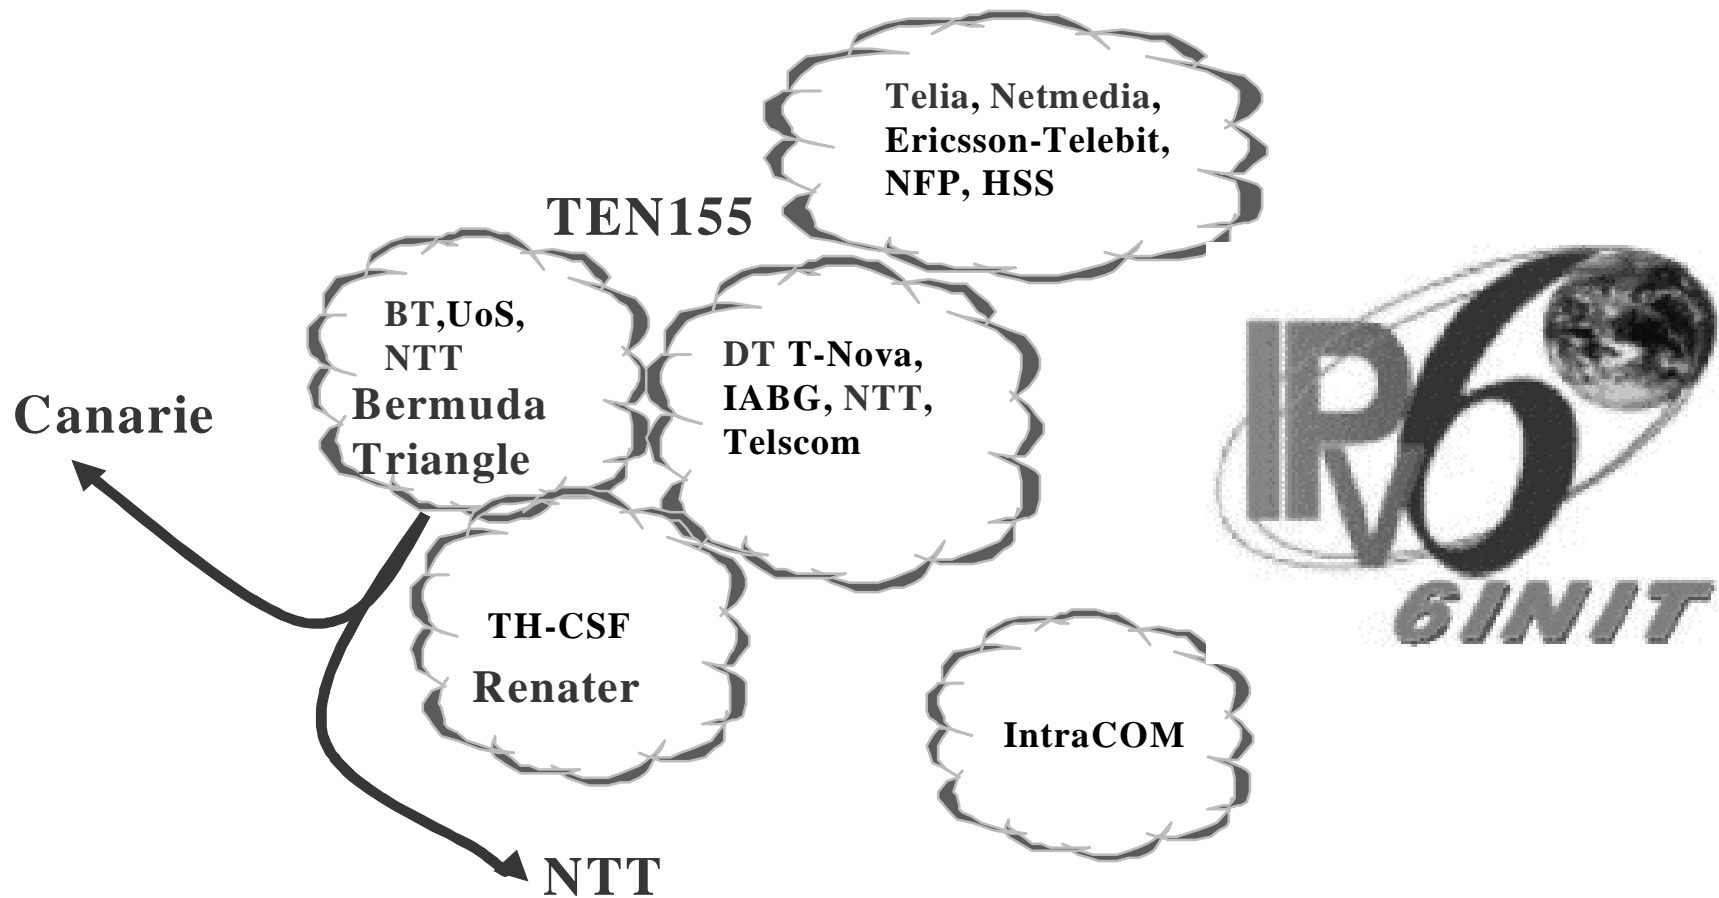 Telia, Netmedia,
Ericsson-Telebit,
NFP, HSS
TEN155
BT,UoS,
NTT
Bermuda
Triangle
DT T-Nova,
IABG, NTT,
Telscom
Canarie
IPv6
6INIT
TH-CSF
Renater
IntraCOM
NTT